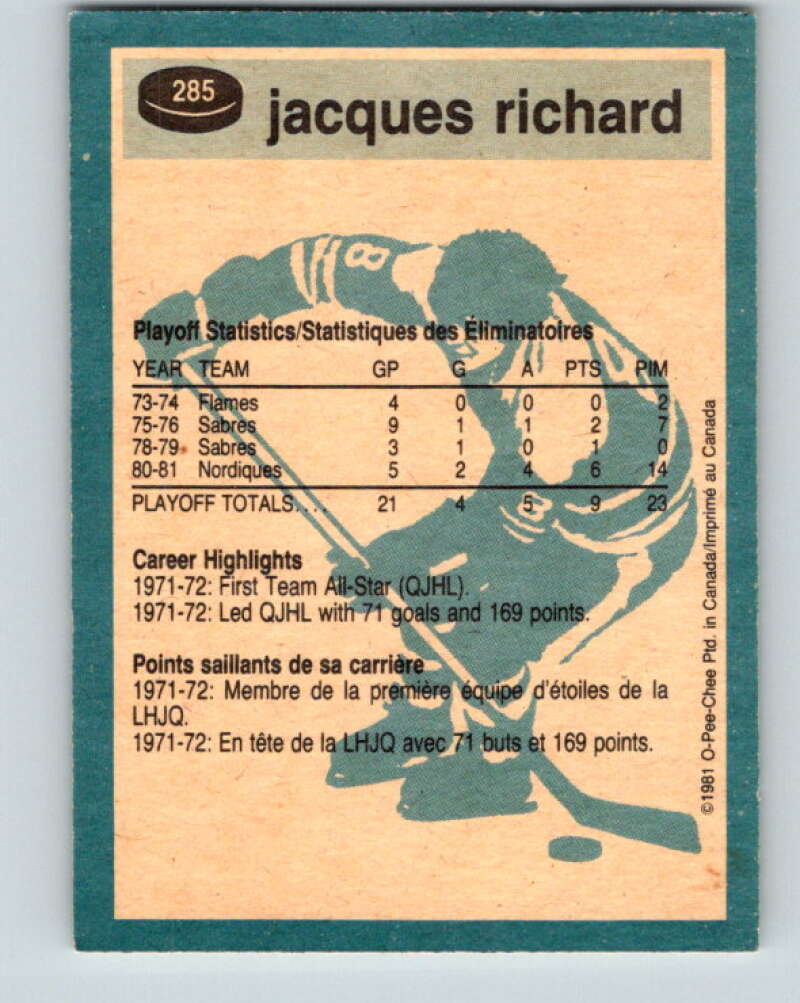 285
jacques richard
8
Playoff Statistics/Statistiques des Éliminatoires
YEAR TEAM GP G A PTS PIM
73-74 Flames 4 0 0 0 2
75-76 Sabres 9 1 1 2 7
78-79 Sabres 3 1 0 1 0
80-81 Nordiques 5 2 4 6 14
PLAYOFF TOTALS.... 21 4 5 9 23
Career Highlights
1971-72: First Team All-Star (QJHL).
1971-72: Led QJHL with 71 goals and 169 points.
Points saillants de sa carrière
1971-72: Membre de la première équipe d'étoiles de la
LHJQ.
1971-72: En tête de la LHJQ avec 71 buts et 169 points.
©1981 O-Pee-Chee Ptd. in Canada/Imprimé au Canada